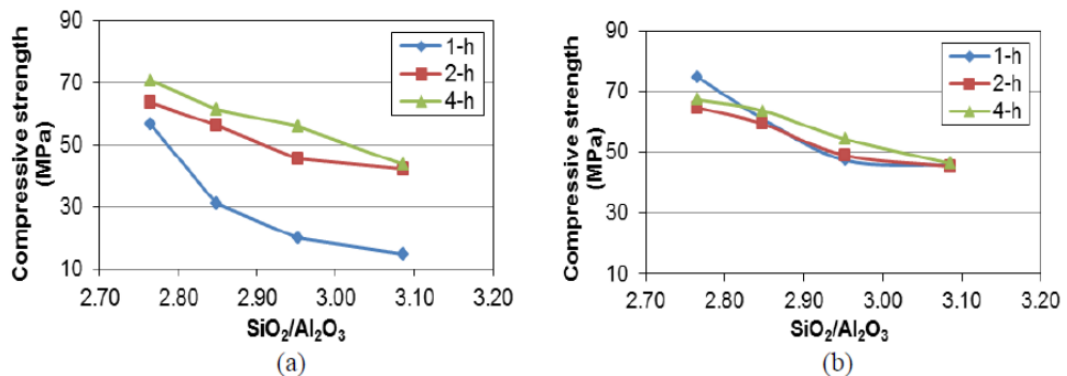 90
70
50
30
10
Compressive strength
(MPa)
1-h
2-h
4-h
2.70 2.80 2.90 3.00 3.10 3.20
SiO₂/Al₂O₃
(a)
90
70
50
30
10
Compressive strength
(MPa)
1-h
2-h
4-h
2.70 2.80 2.90 3.00 3.10 3.20
SiO₂/Al₂O₃
(b)